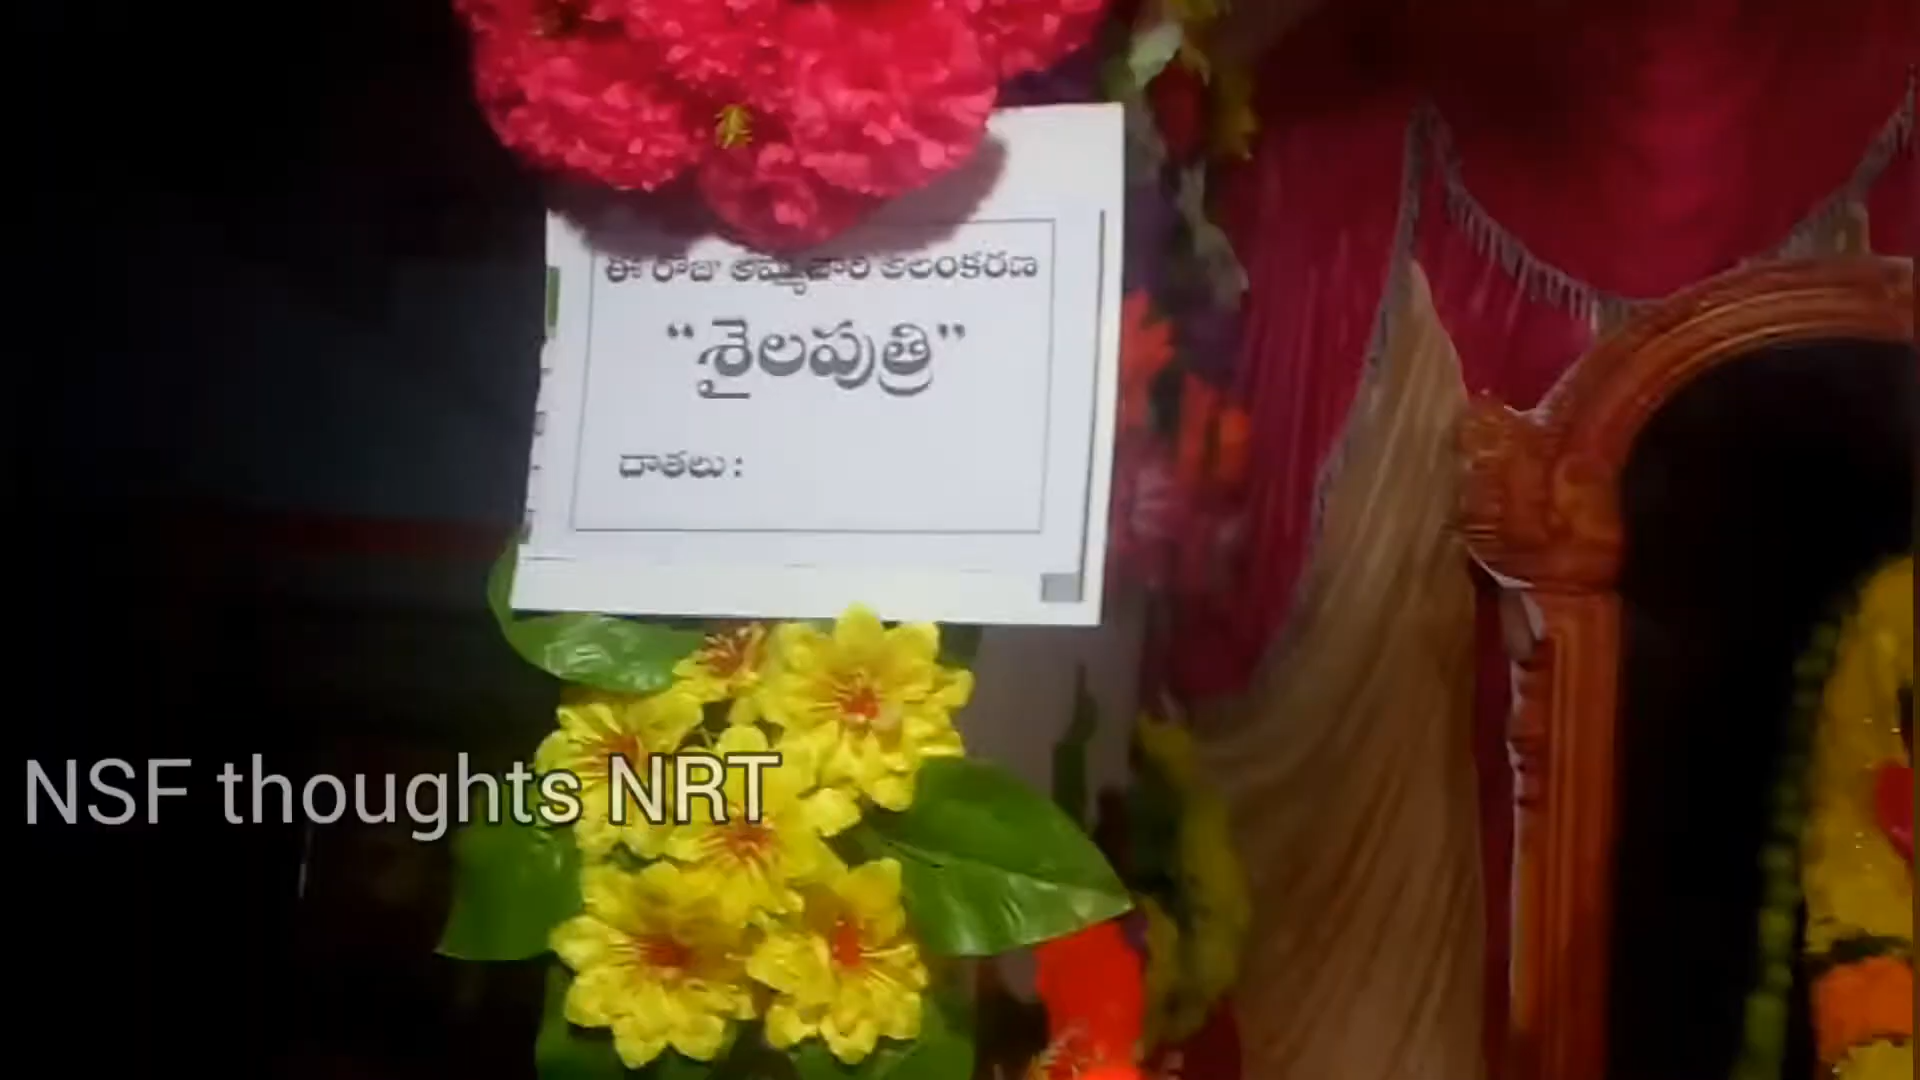 ఈ రోజు అమ్మవారి అలంకరణ
“శైలపుత్రి”
దాతలు :
NSF thoughts NRT